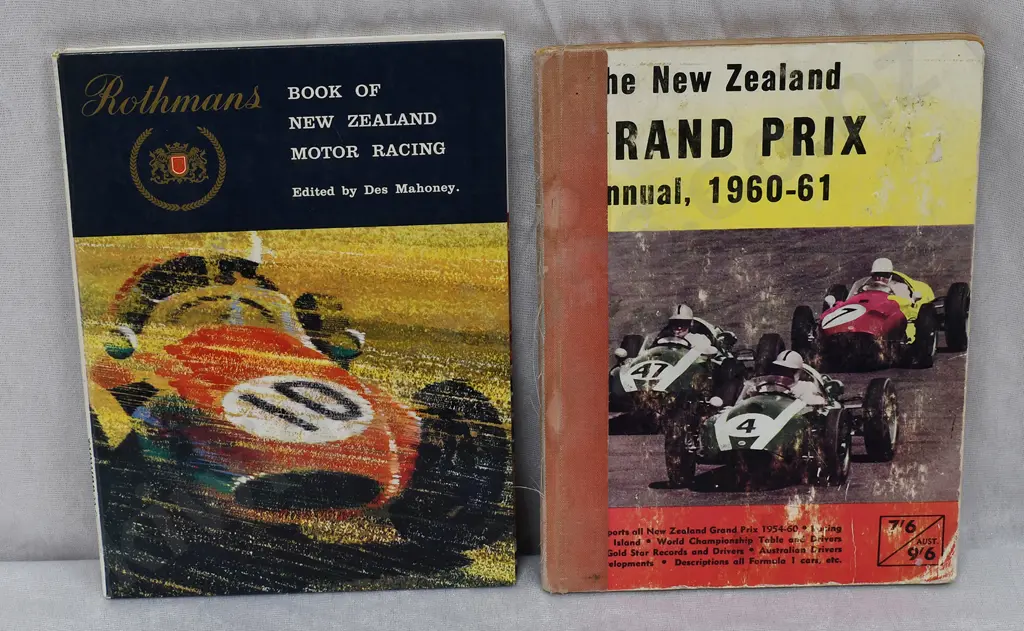 Rothmans
BOOK OF
NEW ZEALAND
MOTOR RACING
Edited by Des Mahoney.
10
he New Zealand
RAND PRIX
nnual, 1960-61
7
47
4
ports all New Zealand Grand Prix 1954-60 • Racing
Island • World Championship Table and Drivers
Gold Star Records and Drivers • Australian Drivers
elopments • Descriptions all Formula 1 cars, etc.
7'6
AUST.
9'6